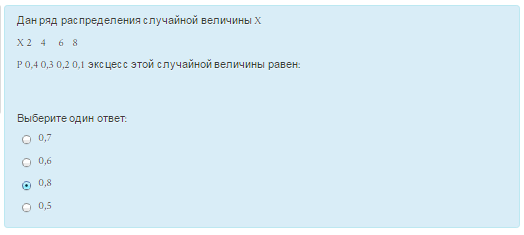 Дан ряд распределения случайной величины X
X 2 4 6 8
P 0,4 0,3 0,2 0,1 эксцесс этой случайной величины равен:
Выберите один ответ:
0,7
0,6
0,8
0,5